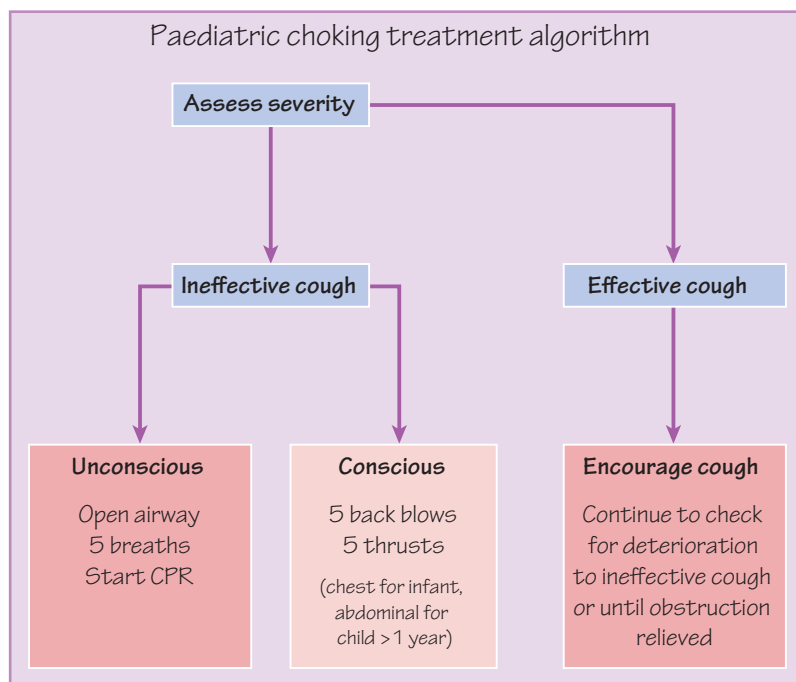 Paediatric choking treatment algorithm
Assess severity
Ineffective cough
Effective cough
Unconscious
Open airway
5 breaths
Start CPR
Conscious
5 back blows
5 thrusts
(chest for infant,
abdominal for
child >1 year)
Encourage cough
Continue to check
for deterioration
to ineffective cough
or until obstruction
relieved